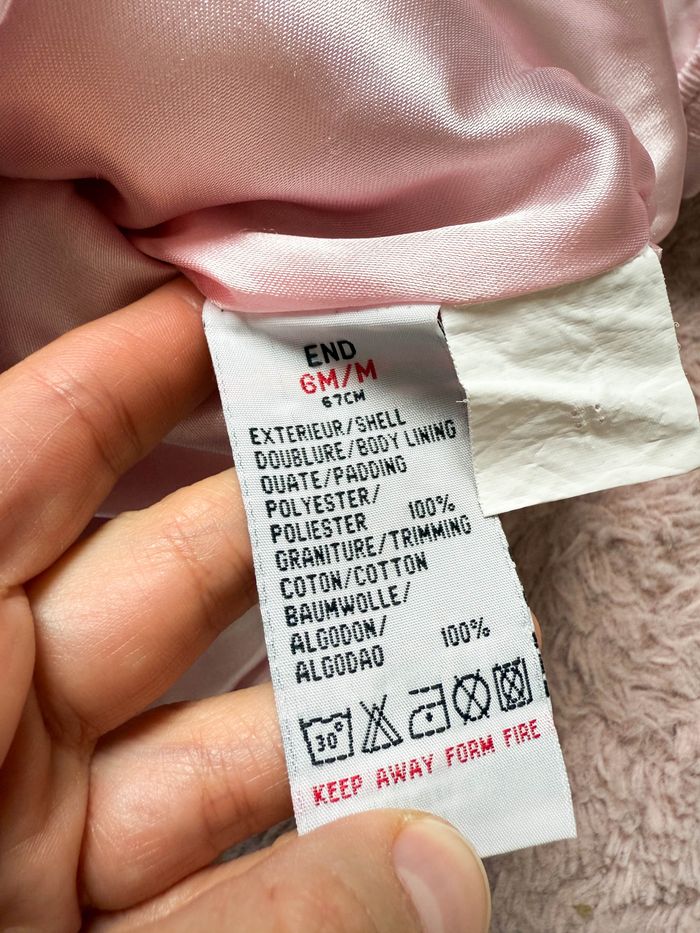 END
6M/M
67CM
EXTERIEUR/SHELL
DOUBLURE/BODY LINING
OUATE/PADDING
POLYESTER/
POLIESTER 100%
GRANITURE/TRIMMING
COTON/COTTON
BAUMWOLLE/
ALGODON/ 100%
ALGODAO
30°
KEEP AWAY FORM FIRE